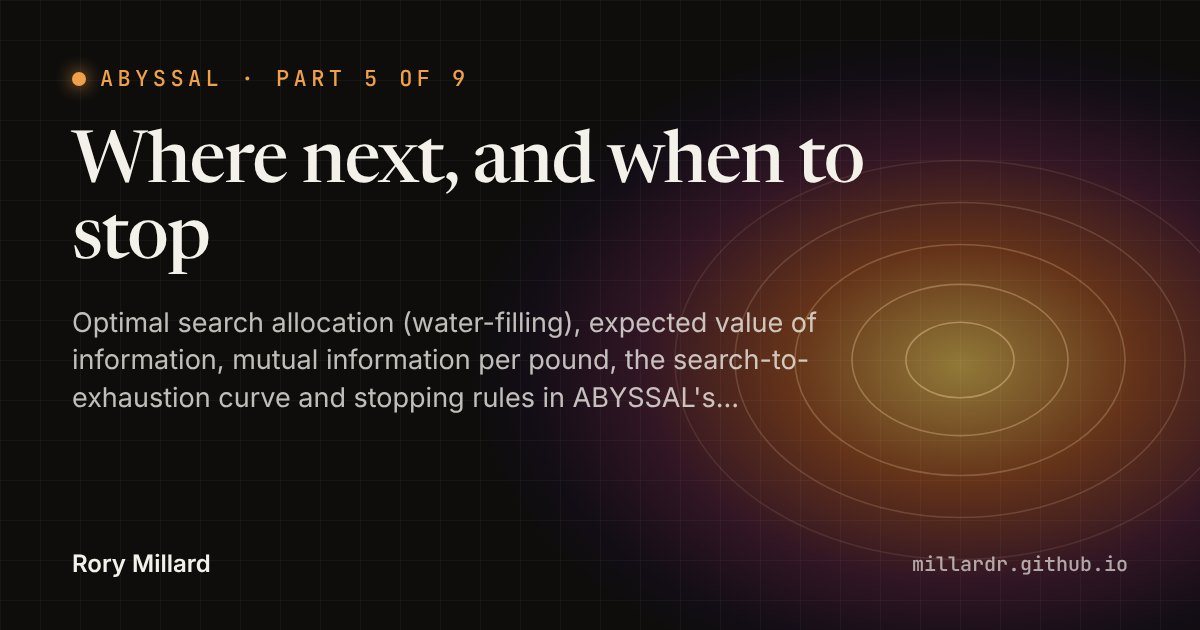 ABYSSAL · PART 5 OF 9
Where next, and when to
stop
Optimal search allocation (water-filling), expected value of
information, mutual information per pound, the search-to-
exhaustion curve and stopping rules in ABYSSAL's...
Rory Millard
millardr.github.io